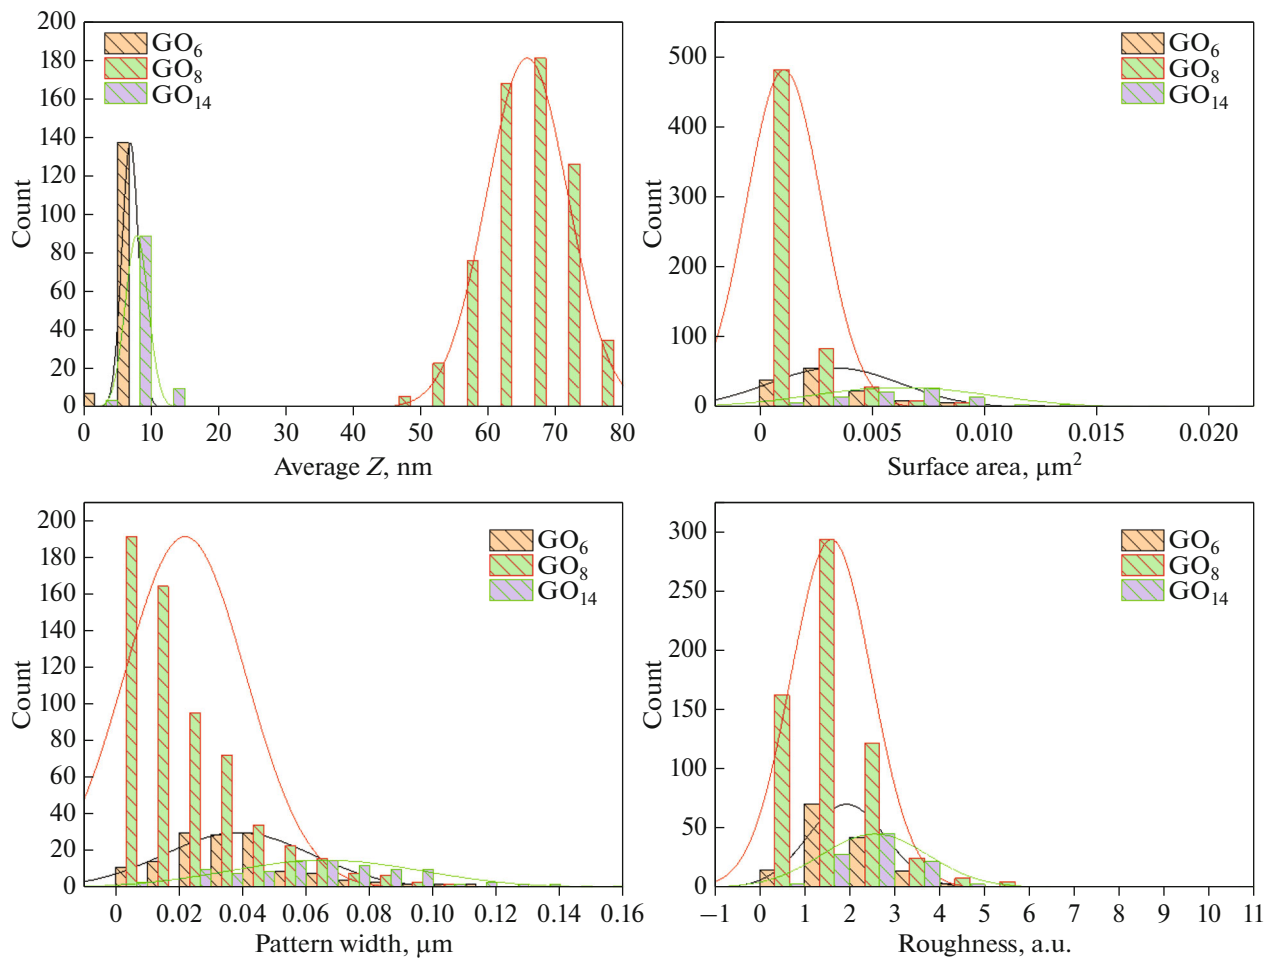 200
180
160
140
120
100
80
60
40
20
0
Count
GO6
GO8
GO14
0 10 20 30 40 50 60 70 80
Average Z, nm
500
400
300
200
100
0
Count
GO6
GO8
GO14
0 0.005 0.010 0.015 0.020
Surface area, μm2
200
180
160
140
120
100
80
60
40
20
0
Count
GO6
GO8
GO14
0 0.02 0.04 0.06 0.08 0.10 0.12 0.14 0.16
Pattern width, μm
300
250
200
150
100
50
0
Count
GO6
GO8
GO14
−1 0 1 2 3 4 5 6 7 8 9 10 11
Roughness, a.u.